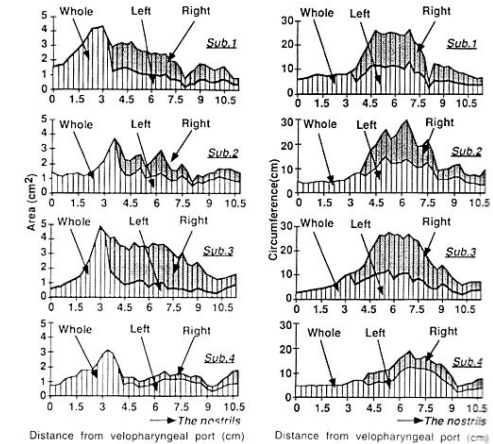 Area (cm2)
5
4
3
2
1
0
Whole
Left
Right
Sub.1
0 1.5 3 4.5 6 7.5 9 10.5
5
4
3
2
1
0
Whole
Left
Right
Sub.2
0 1.5 3 4.5 6 7.5 9 10.5
5
4
3
2
1
0
Whole
Left
Right
Sub.3
0 1.5 3 4.5 6 7.5 9 10.5
5
4
3
2
1
0
Whole
Left
Right
Sub.4
0 1.5 3 4.5 6 7.5 9 10.5
The nostrils
Distance from velopharyngeal port (cm)
Circumference(cm)
30
20
10
0
Whole
Left
Right
Sub.1
0 1.5 3 4.5 6 7.5 9 10.5
30
20
10
0
Whole
Left
Right
Sub.2
0 1.5 3 4.5 6 7.5 9 10.5
30
20
10
0
Whole
Left
Right
Sub.3
0 1.5 3 4.5 6 7.5 9 10.5
30
20
10
0
Whole
Left
Right
Sub.4
0 1.5 3 4.5 6 7.5 9 10.5
The nostrils
Distance from velopharyngeal port (cm)